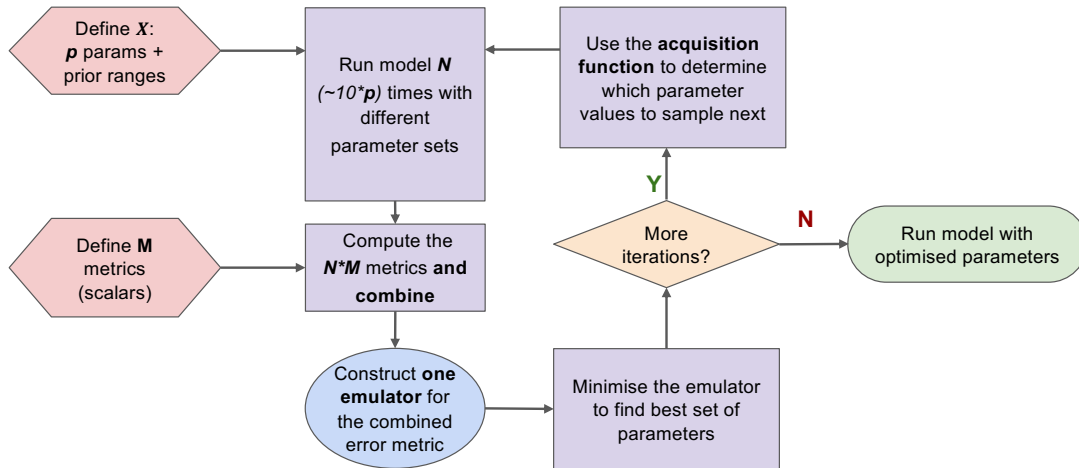 Define X:
p params +
prior ranges
Run model N
(~10*p) times with
different
parameter sets
Use the acquisition
function to determine
which parameter
values to sample next
Y
N
Define M
metrics
(scalars)
Compute the
N*M metrics and
combine
More
iterations?
Run model with
optimised parameters
Construct one
emulator for
the combined
error metric
Minimise the emulator
to find best set of
parameters